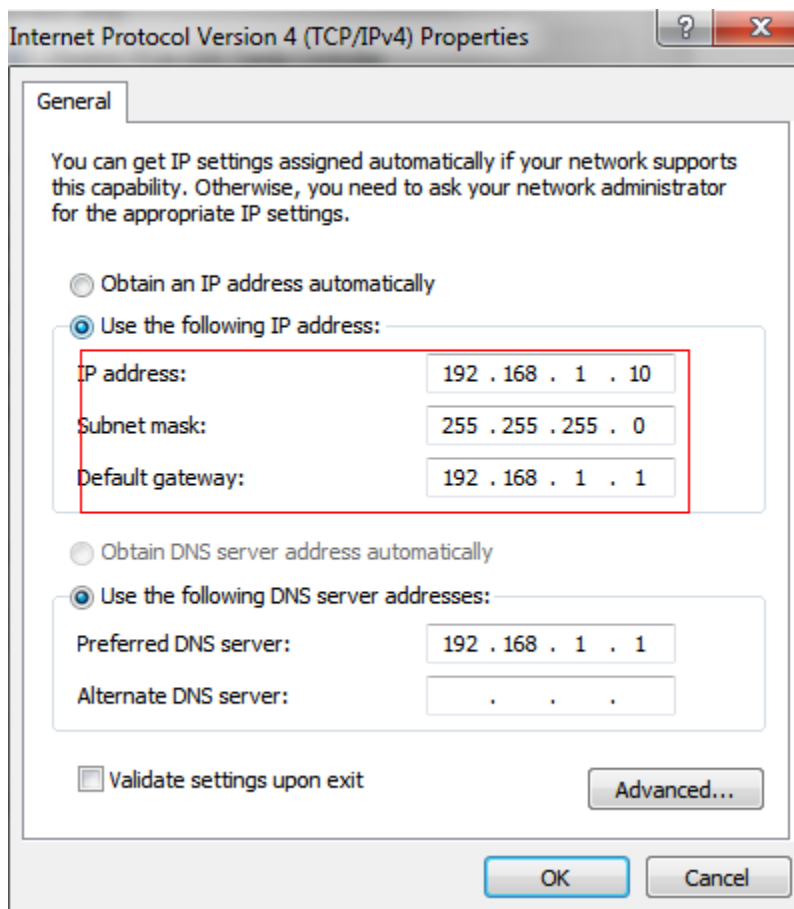 Internet Protocol Version 4 (TCP/IPv4) Properties
?
X
General
You can get IP settings assigned automatically if your network supports
this capability. Otherwise, you need to ask your network administrator
for the appropriate IP settings.
Obtain an IP address automatically
Use the following IP address:
IP address: 192 . 168 . 1 . 10
Subnet mask: 255 . 255 . 255 . 0
Default gateway: 192 . 168 . 1 . 1
Obtain DNS server address automatically
Use the following DNS server addresses:
Preferred DNS server: 192 . 168 . 1 . 1
Alternate DNS server: . . .
Validate settings upon exit
Advanced...
OK Cancel